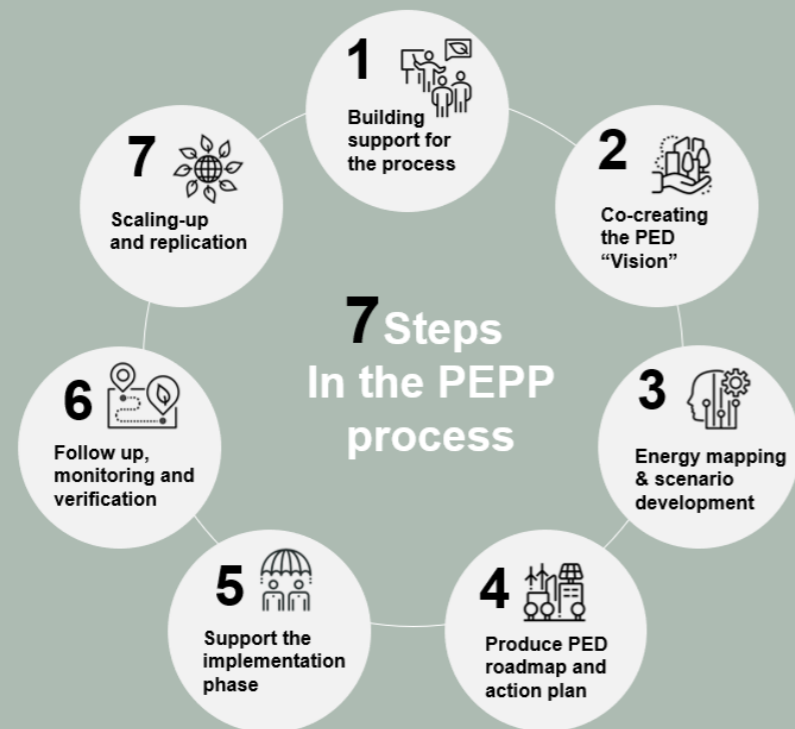 7 Steps
In the PEPP
process
1
Building
support for
the process
2
Co-creating
the PED
“Vision”
3
Energy mapping
& scenario
development
4
Produce PED
roadmap and
action plan
5
Support the
implementation
phase
6
Follow up,
monitoring and
verification
7
Scaling-up
and replication